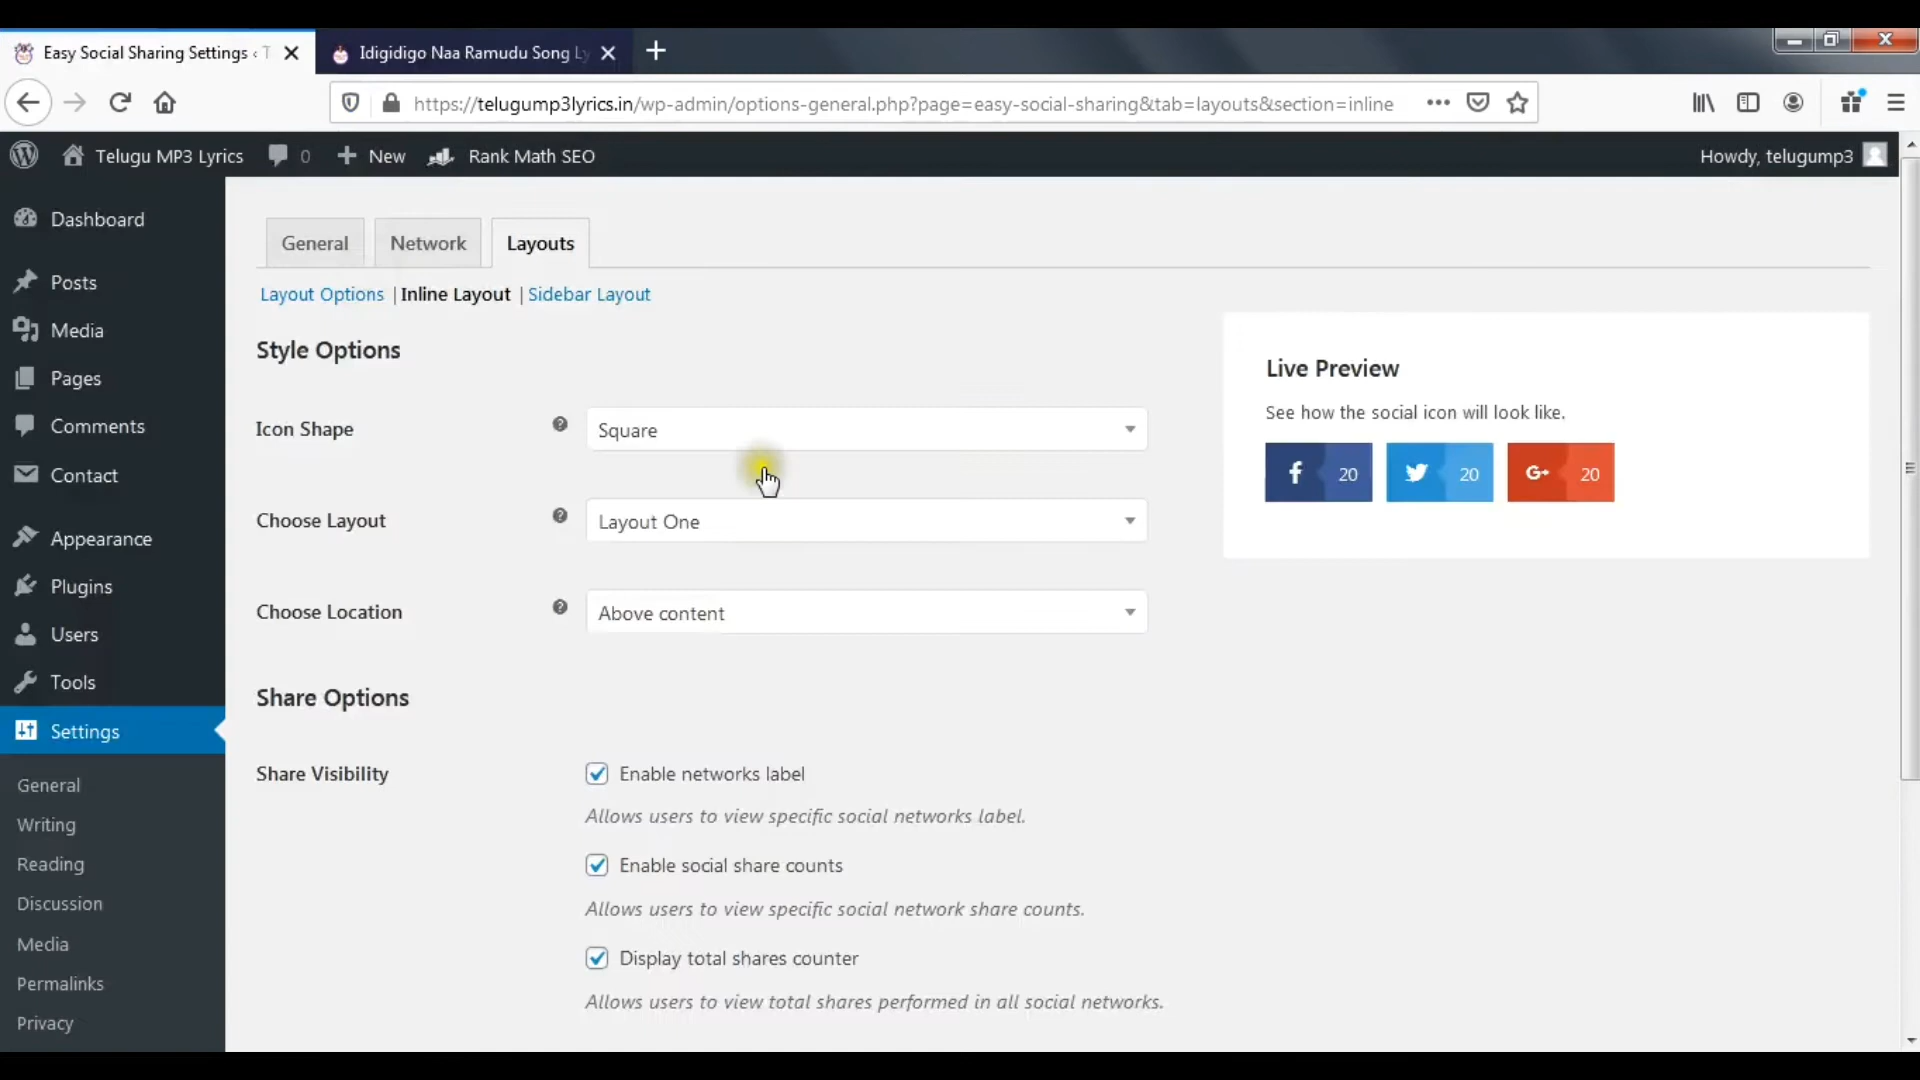 Easy Social Sharing Settings ‹ T
Idigidigo Naa Ramudu Song Ly
https://telugump3lyrics.in/wp-admin/options-general.php?page=easy-social-sharing&tab=layouts&section=inline
Telugu MP3 Lyrics
0
New
Rank Math SEO
Howdy, telugump3
Dashboard
Posts
Media
Pages
Comments
Contact
Appearance
Plugins
Users
Tools
Settings
General
Writing
Reading
Discussion
Media
Permalinks
Privacy
General
Network
Layouts
Layout Options | Inline Layout | Sidebar Layout
Style Options
Icon Shape
Square
Choose Layout
Layout One
Choose Location
Above content
Share Options
Share Visibility
Enable networks label
Allows users to view specific social networks label.
Enable social share counts
Allows users to view specific social network share counts.
Display total shares counter
Allows users to view total shares performed in all social networks.
Live Preview
See how the social icon will look like.
f 20
20
G+ 20